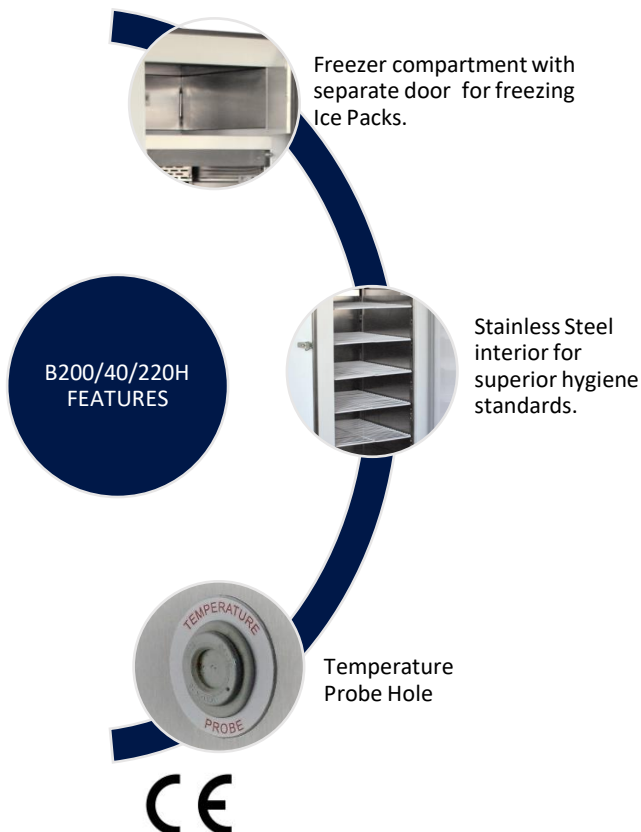 Freezer compartment with
separate door for freezing
Ice Packs.
B200/40/220H
FEATURES
Stainless Steel
interior for
superior hygiene
standards.
TEMPERATURE
PROBE
Temperature
Probe Hole
CE